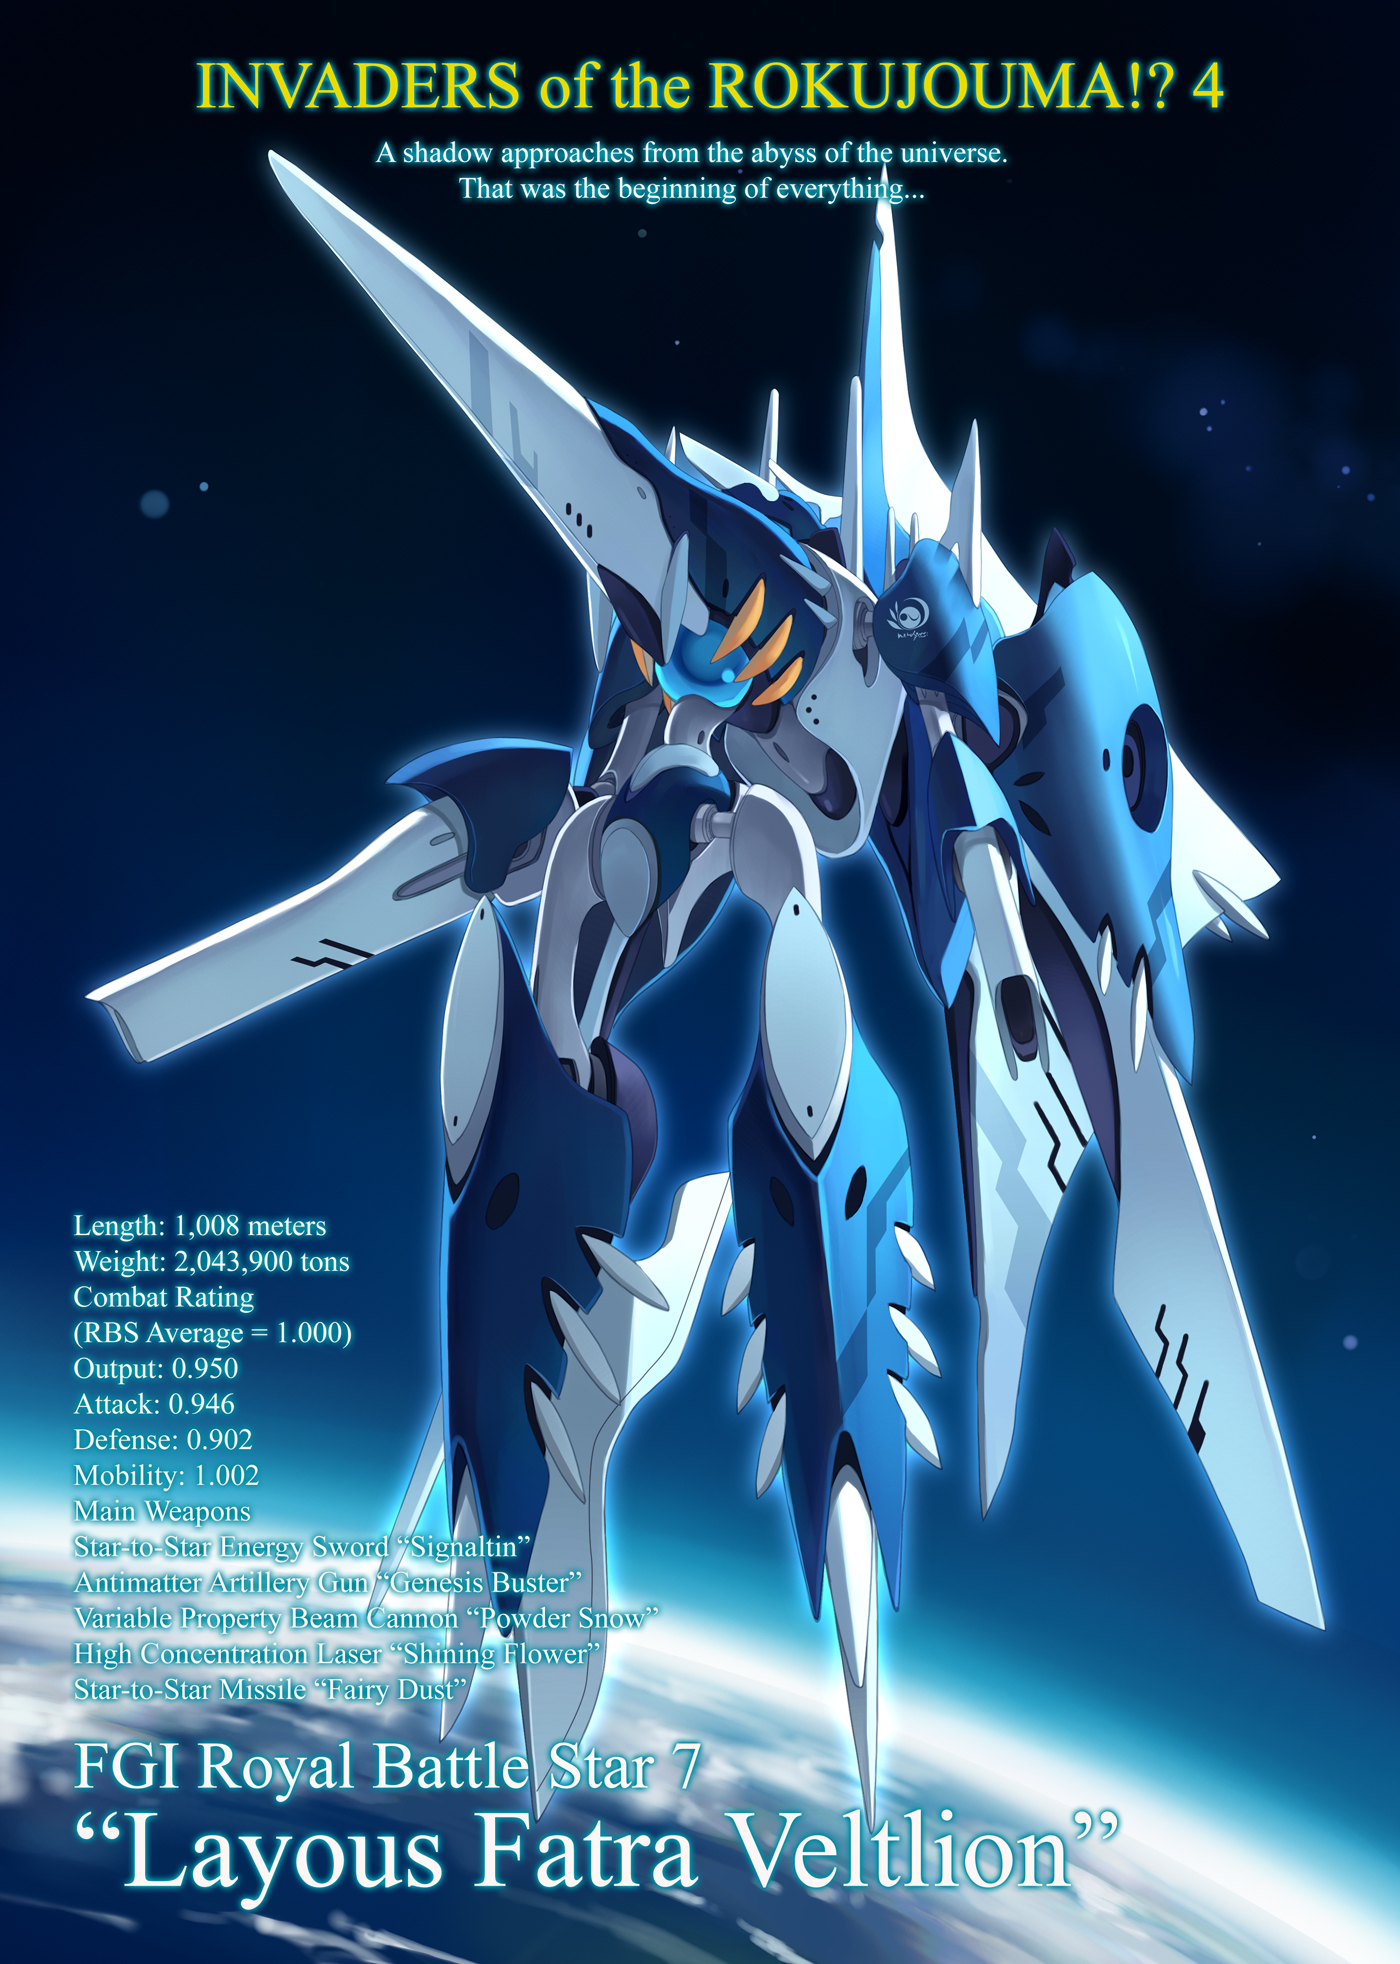 INVADERS of the ROKUJOUMA!? 4
A shadow approaches from the abyss of the universe.
That was the beginning of everything...
Length: 1,008 meters
Weight: 2,043,900 tons
Combat Rating
(RBS Average = 1.000)
Output: 0.950
Attack: 0.946
Defense: 0.902
Mobility: 1.002
Main Weapons
Star-to-Star Energy Sword “Signaltin”
Antimatter Artillery Gun “Genesis Buster”
Variable Property Beam Cannon “Powder Snow”
High Concentration Laser “Shining Flower”
Star-to-Star Missile “Fairy Dust”
FGI Royal Battle Star 7
“Layous Fatra Veltlion”